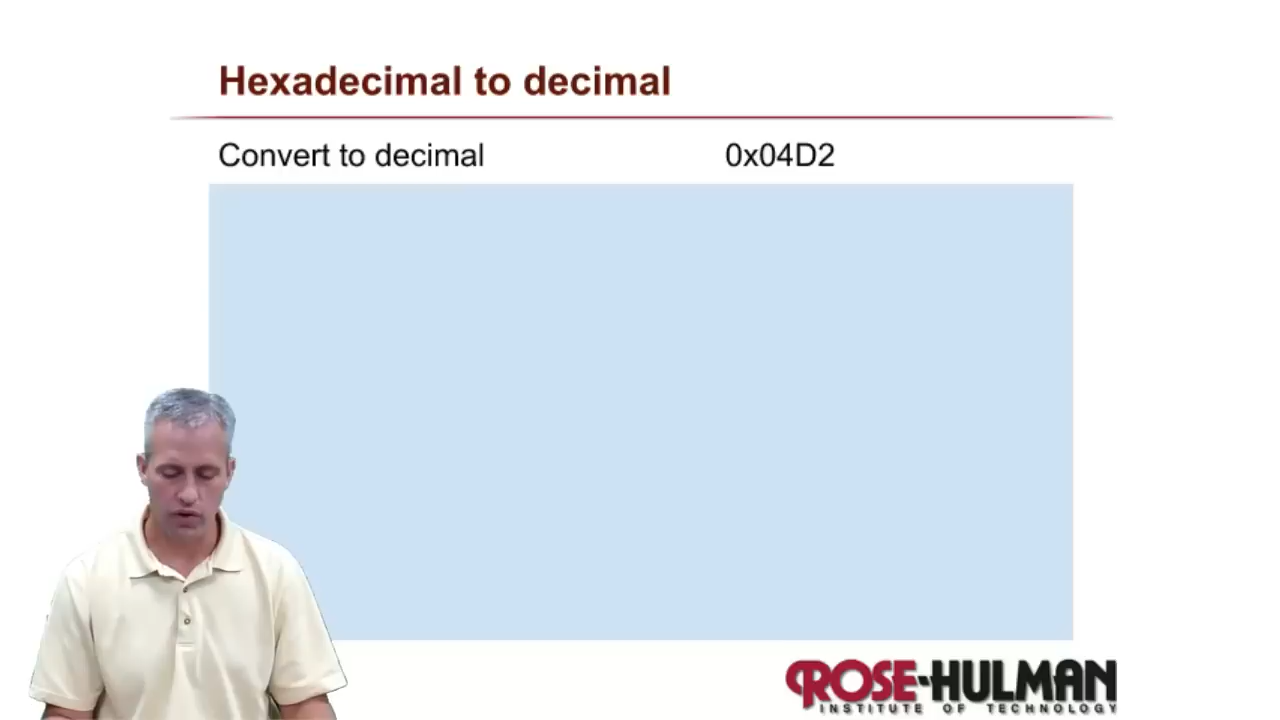 Hexadecimal to decimal
Convert to decimal 0x04D2
ROSE-HULMAN
INSTITUTE OF TECHNOLOGY